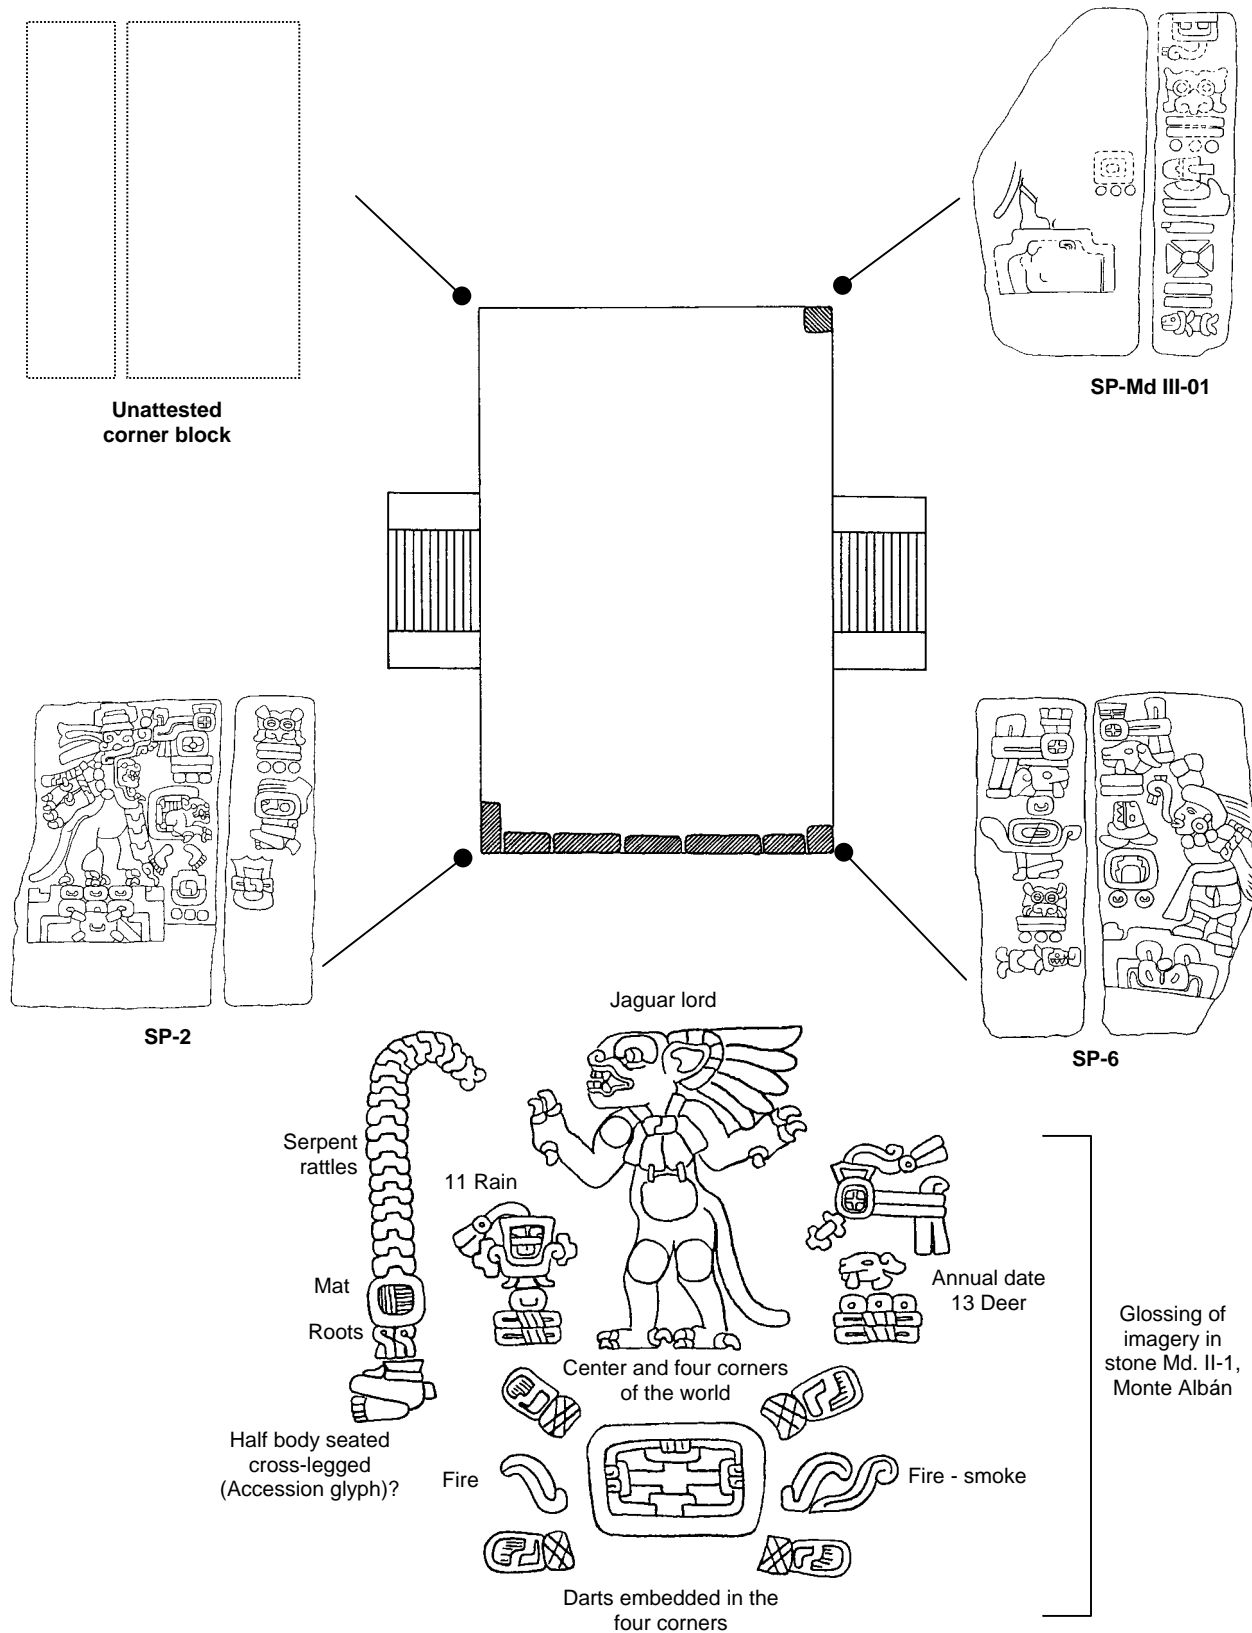 Unattested
corner block
SP-Md III-01
SP-2
SP-6
Jaguar lord
Serpent
rattles
11 Rain
Mat
Roots
Annual date
13 Deer
Glossing of
imagery in
stone Md. II-1,
Monte Albán
Center and four corners
of the world
Half body seated
cross-legged
(Accession glyph)?
Fire
Fire - smoke
Darts embedded in the
four corners